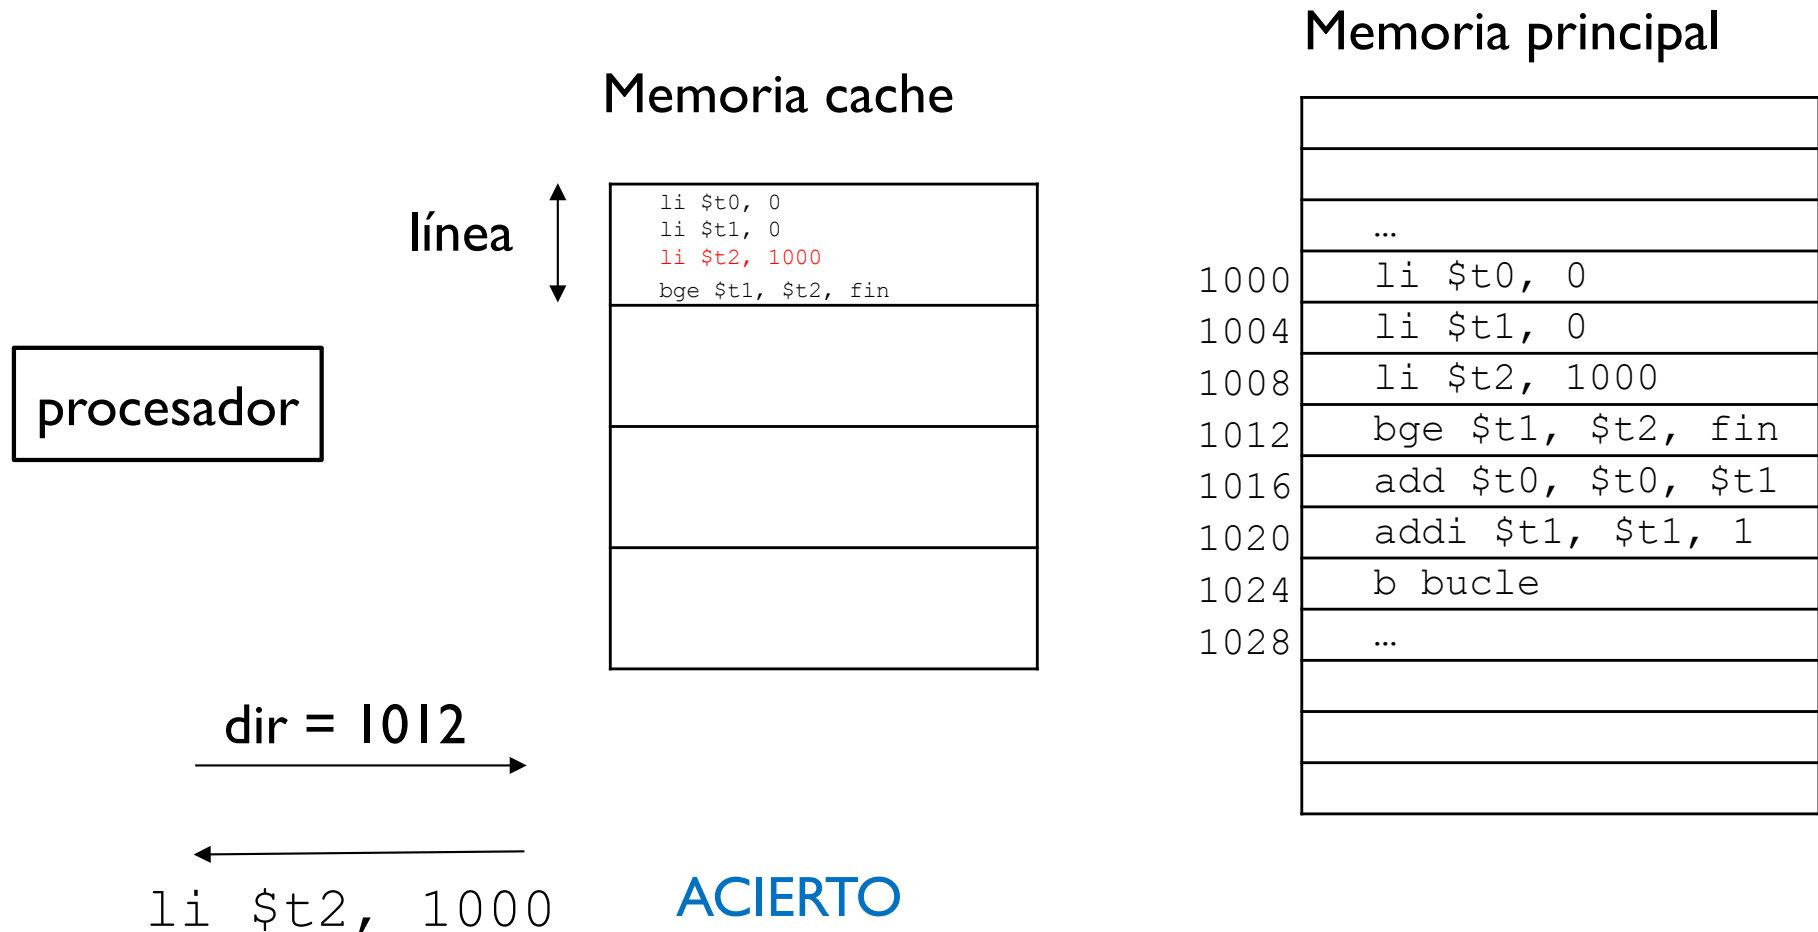 Memoria principal
Memoria cache
línea
li $t0, 0
li $t1, 0
li $t2, 1000
bge $t1, $t2, fin
procesador
…
1000 li $t0, 0
1004 li $t1, 0
1008 li $t2, 1000
1012 bge $t1, $t2, fin
1016 add $t0, $t0, $t1
1020 addi $t1, $t1, 1
1024 b bucle
1028 …
dir = 1012
li $t2, 1000
ACIERTO